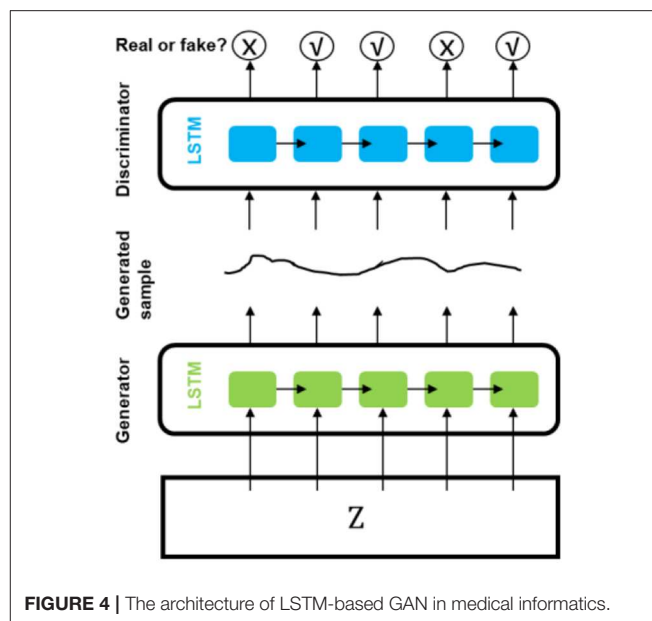 Real or fake? X √ √ X √
Discriminator
LSTM
Generated
sample
Generator
LSTM
Z
FIGURE 4 | The architecture of LSTM-based GAN in medical informatics.